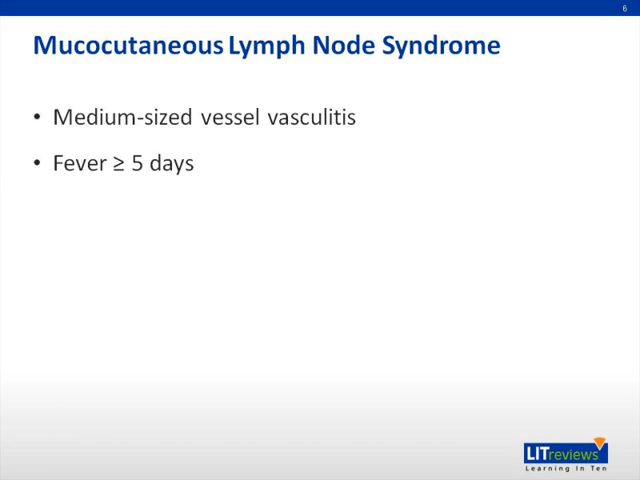 6
Mucocutaneous Lymph Node Syndrome
• Medium-sized vessel vasculitis
• Fever ≥ 5 days
LITreviews
Learning In Ten